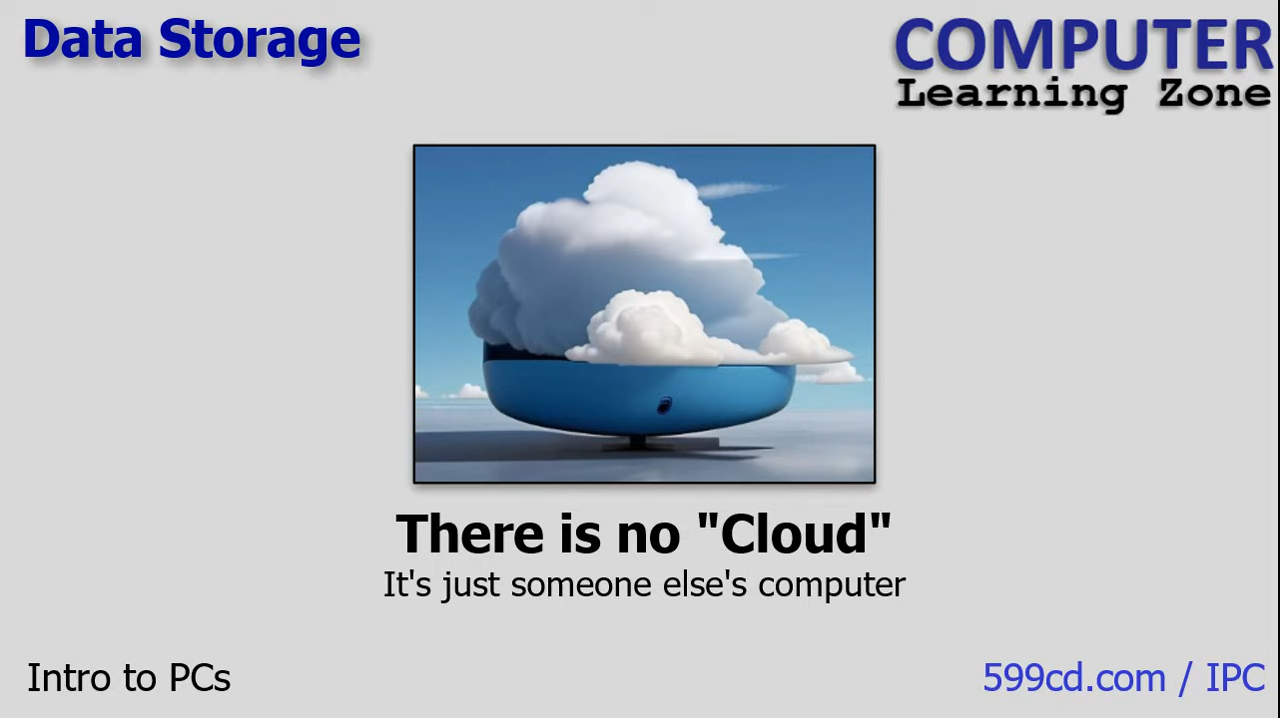 Data Storage
COMPUTER
Learning Zone
There is no "Cloud"
It's just someone else's computer
Intro to PCs
599cd.com / IPC